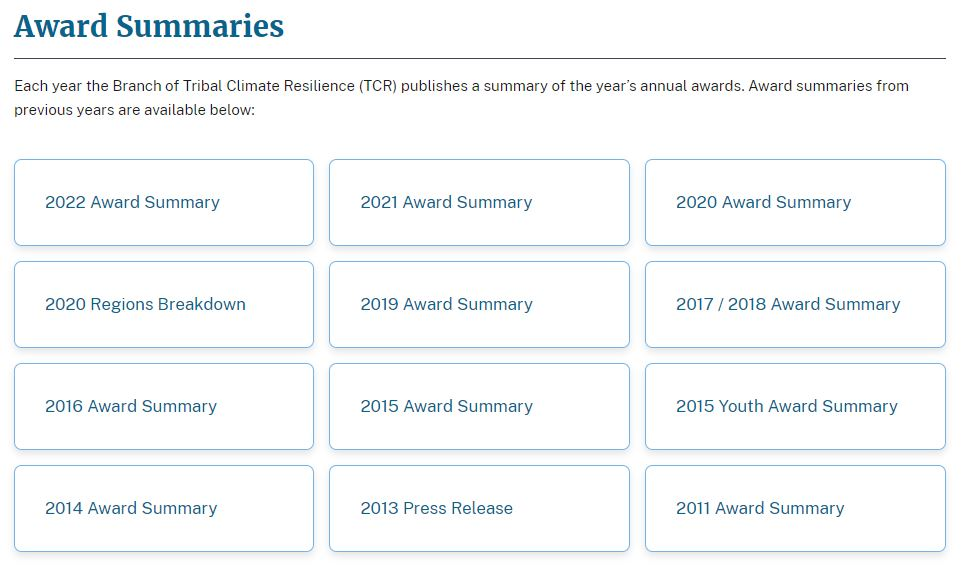 Award Summaries
Each year the Branch of Tribal Climate Resilience (TCR) publishes a summary of the year’s annual awards. Award summaries from
previous years are available below:
2022 Award Summary
2021 Award Summary
2020 Award Summary
2020 Regions Breakdown
2019 Award Summary
2017 / 2018 Award Summary
2016 Award Summary
2015 Award Summary
2015 Youth Award Summary
2014 Award Summary
2013 Press Release
2011 Award Summary